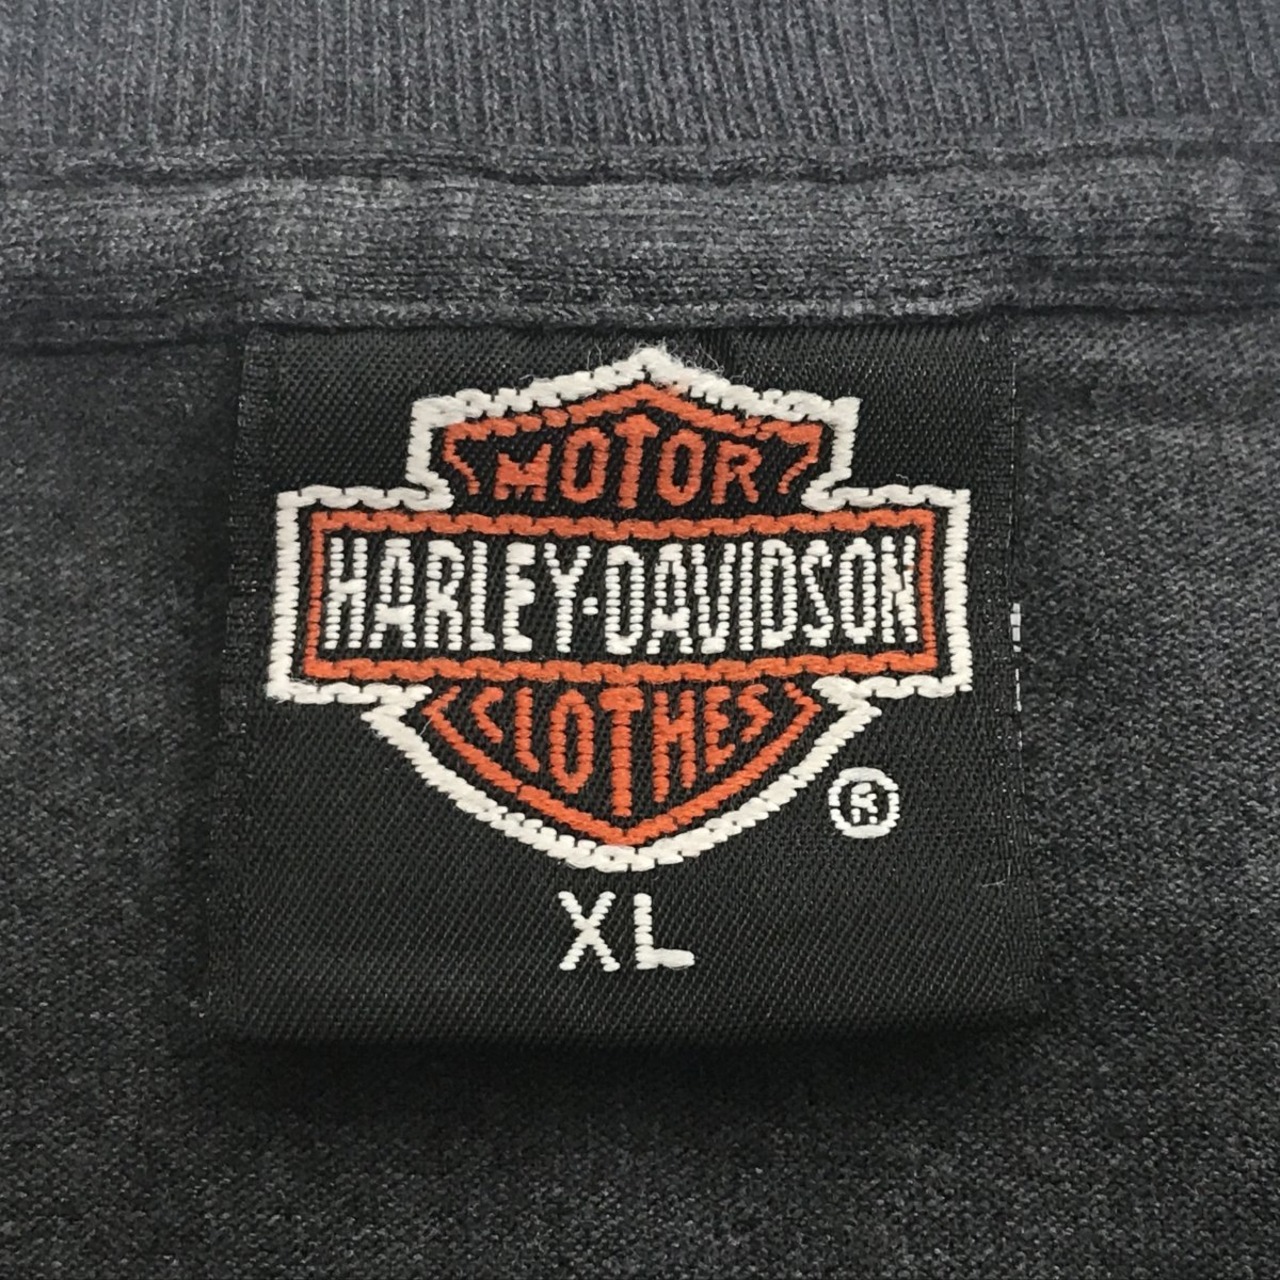 MOTOR
HARLEY-DAVIDSON
CLOTHES
®
XL